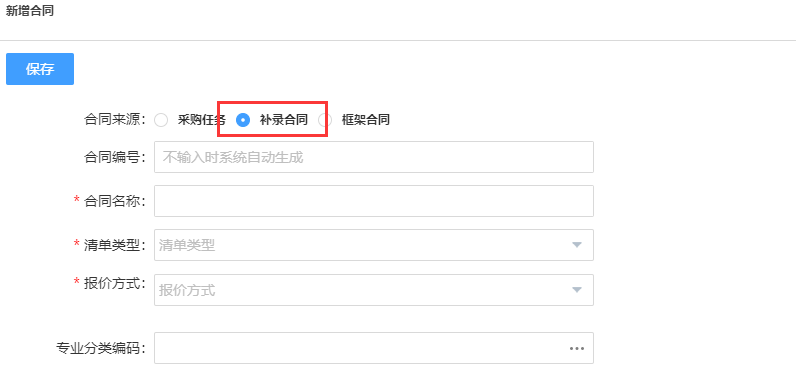 新增合同
保存
合同来源： 采购任务 补录合同 框架合同
合同编号： 不输入时系统自动生成
* 合同名称：
* 清单类型： 清单类型
* 报价方式： 报价方式
专业分类编码： ...